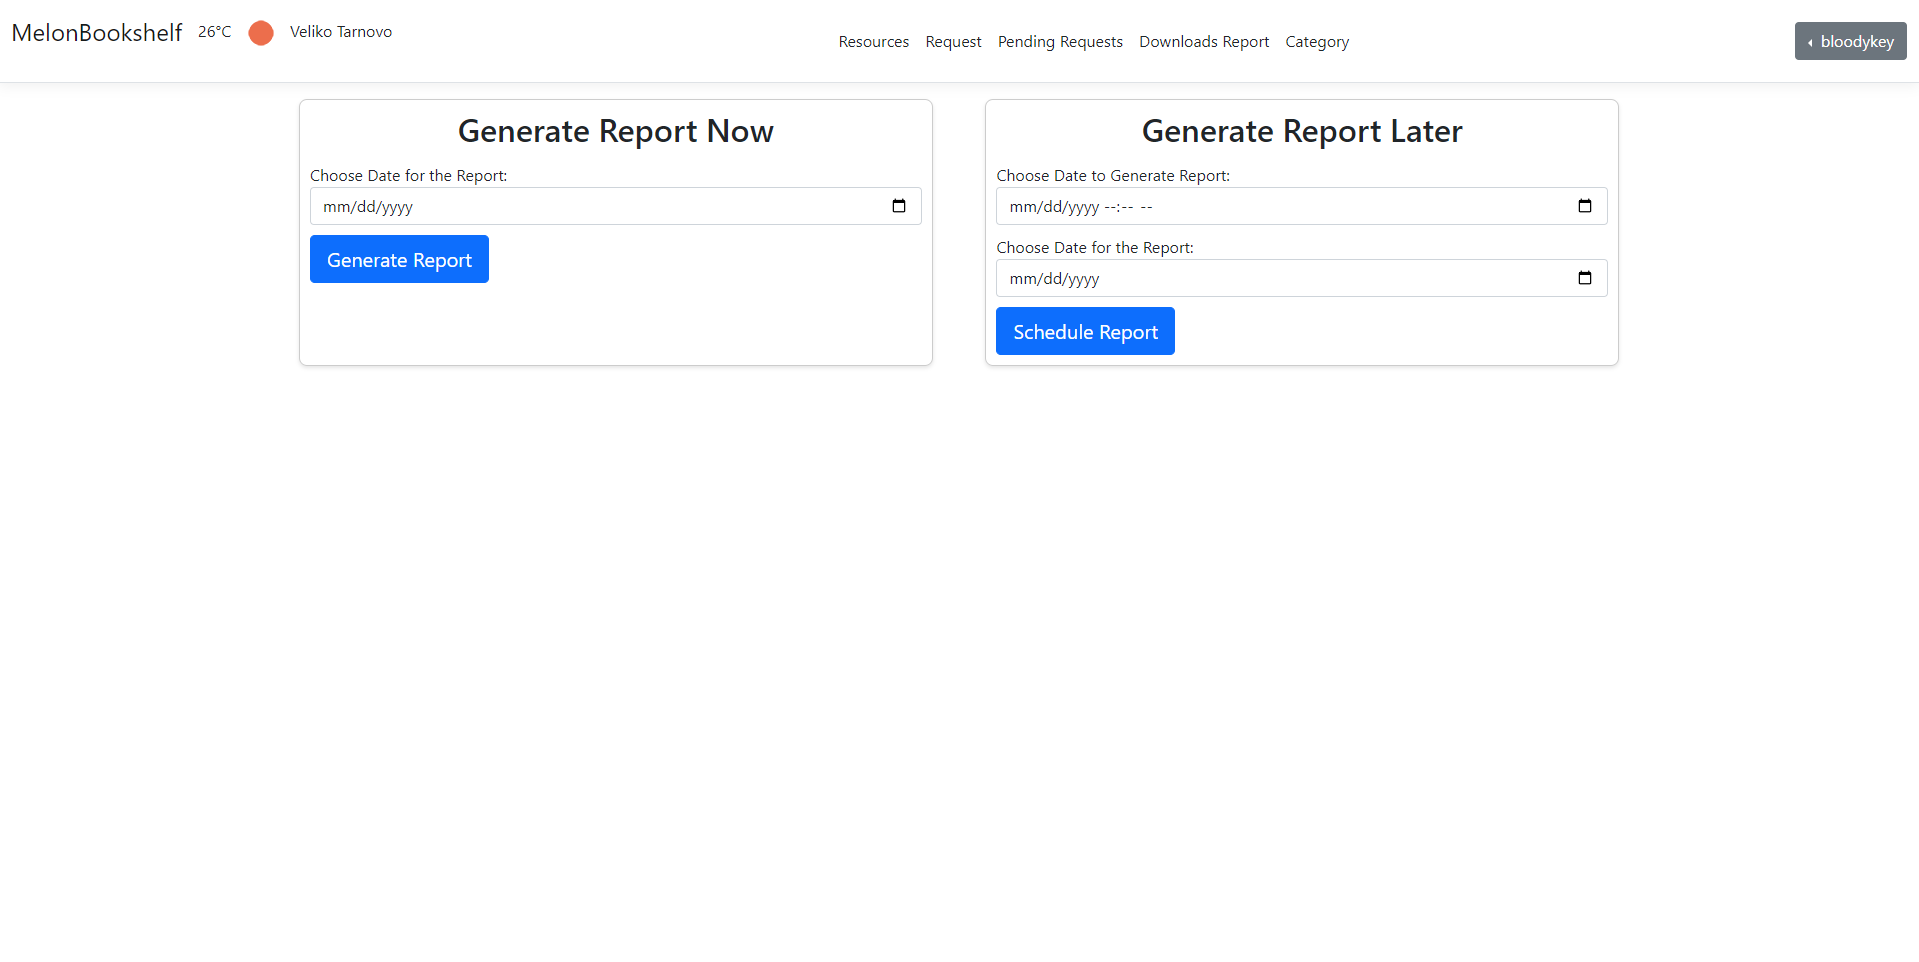 MelonBookshelf 26°C Veliko Tarnovo
Resources Request Pending Requests Downloads Report Category
bloodykey
Generate Report Now
Choose Date for the Report:
mm/dd/yyyy
Generate Report
Generate Report Later
Choose Date to Generate Report:
mm/dd/yyyy --:-- --
Choose Date for the Report:
mm/dd/yyyy
Schedule Report